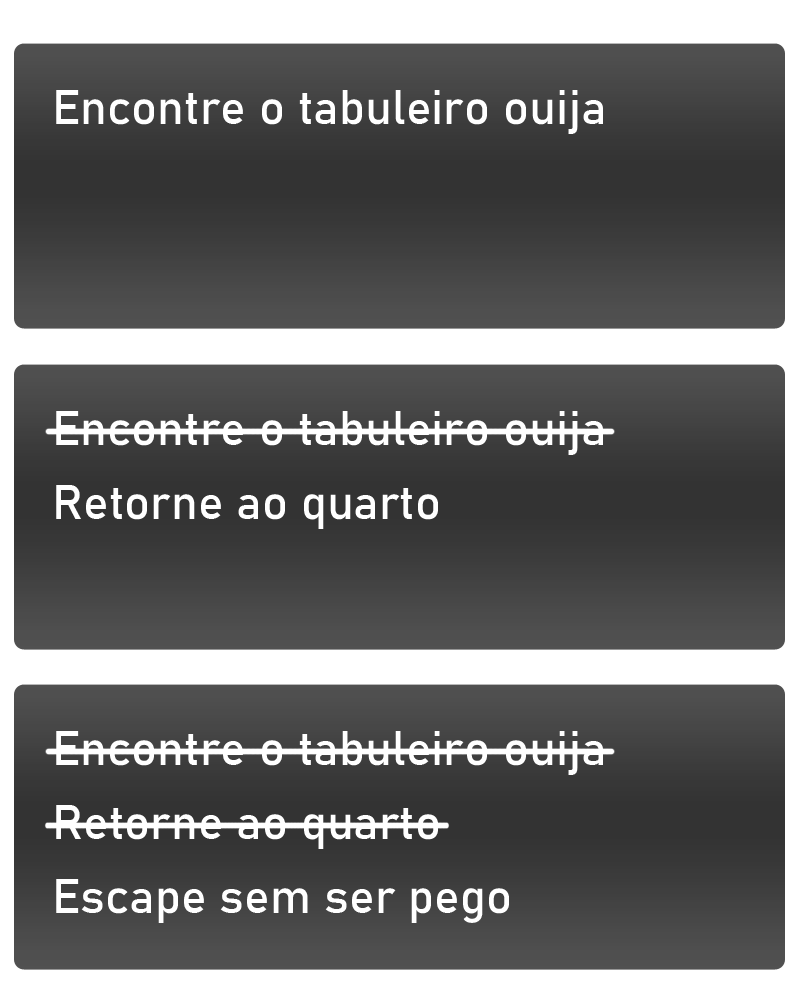 Encontre o tabuleiro ouija
Encontre o tabuleiro ouija
Retorne ao quarto
Encontre o tabuleiro ouija
Retorne ao quarto
Escape sem ser pego